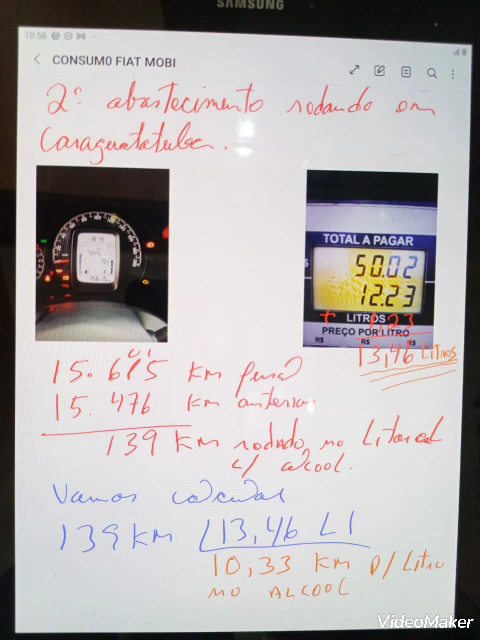 SAMSUNG
10:56
CONSUMO FIAT MOBI
2º abastecimento rodando em
Caraguatatuba.
TOTAL A PAGAR
50.02
12.23
LITROS
+ 1,23
PREÇO POR LITRO
R$ R$ R$
13,46 LITROS
15.615 KM
15.476 KM anterior
139 KM rodado no Litoral
c/ alcool.
Vamos calcular
139 KM 13,46 L
10,33 KM P/ Litro
no ALCOOL.
VideoMaker